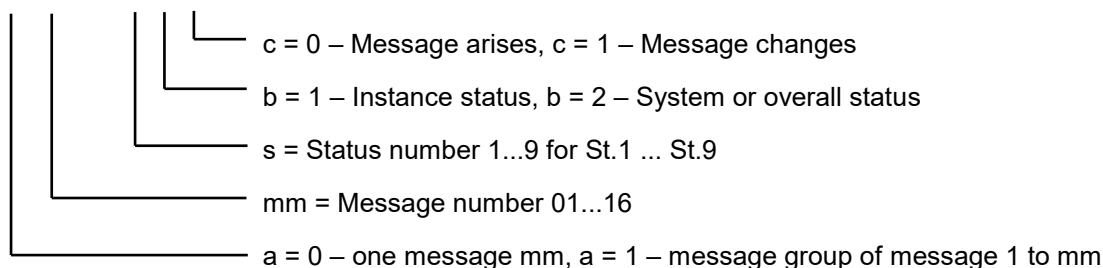 c = 0 – Message arises, c = 1 – Message changes
b = 1 – Instance status, b = 2 – System or overall status
s = Status number 1...9 for St.1 ... St.9
mm = Message number 01...16
a = 0 – one message mm, a = 1 – message group of message 1 to mm